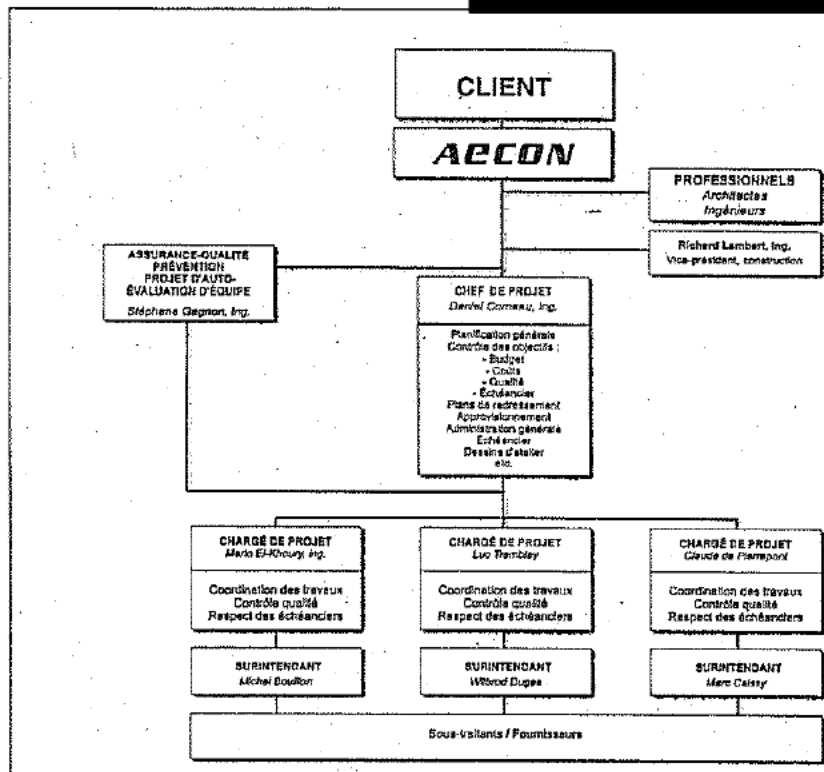 CLIENT
AECON
PROFESSIONNELS
Architectes
Ingénieurs
Richard Lambert, Ing.
Vice-président, construction
ASSURANCE-QUALITÉ
PRÉVENTION
PROJET D'AUTO-
ÉVALUATION D'ÉQUIPE
Stéphane Gagnon, Ing.
CHEF DE PROJET
Daniel Comeau, Ing.
Planification générale
Contrôle des objectifs :
- Budget
- Coûts
- Qualité
- Échéancier
Plans de redressement
Approvisionnement
Administration générale
Échéancier
Dessins d'atelier
etc.
CHARGÉ DE PROJET
El-Khoury, Ing.
Coordination des travaux
Contrôle qualité
Respect des échéanciers
CHARGÉ DE PROJET
Luc Tremblay
Coordination des travaux
Contrôle qualité
Respect des échéanciers
CHARGÉ DE PROJET
Claude de Pierrepont
Coordination des travaux
Contrôle qualité
Respect des échéanciers
SURINTENDANT
Michel
SURINTENDANT
SURINTENDANT
Marc Caissy
Sous-traitants / Fournisseurs